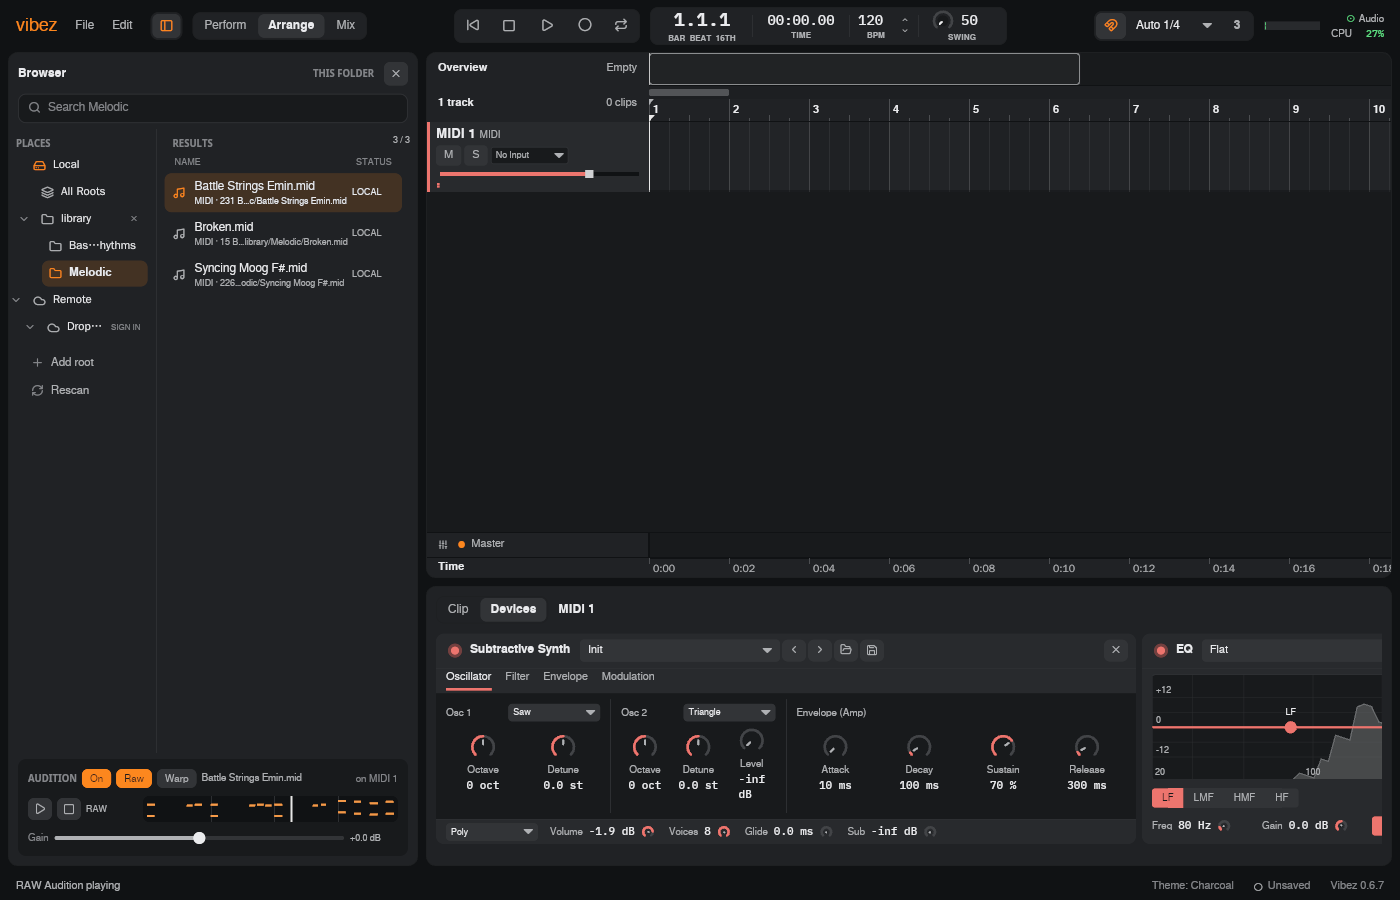 vibez File Edit Perform Arrange Mix
1.1.1 00:00.00 120 50
BAR BEAT 16TH TIME BPM SWING
Auto 1/4 3
Audio
CPU 27%
Browser THIS FOLDER
Search Melodic
PLACES
Local
All Roots
library
Bas···hythms
Melodic
Remote
Drop··· SIGN IN
Add root
Rescan
RESULTS 3 / 3
NAME STATUS
Battle Strings Emin.mid LOCAL
MIDI · 231 B...c/Battle Strings Emin.mid
Broken.mid LOCAL
MIDI · 15 B...library/Melodic/Broken.mid
Syncing Moog F#.mid LOCAL
MIDI · 226...odic/Syncing Moog F#.mid
AUDITION On Raw Warp Battle Strings Emin.mid on MIDI 1
RAW
Gain +0.0 dB
Overview Empty
1 track 0 clips
1 2 3 4 5 6 7 8 9 10
MIDI 1 MIDI
M S No Input
Master
Time 0:00 0:02 0:04 0:06 0:08 0:10 0:12 0:14 0:16
Clip Devices MIDI 1
Subtractive Synth Init
Oscillator Filter Envelope Modulation
Osc 1 Saw Osc 2 Triangle Envelope (Amp)
Octave Detune Octave Detune Level Attack Decay Sustain Release
0 oct 0.0 st 0 oct 0.0 st -inf dB 10 ms 100 ms 70 % 300 ms
Poly Volume -1.9 dB Voices 8 Glide 0.0 ms Sub -inf dB
EQ Flat
+12
LF
0
-12
20 100
LF LMF HMF HF
Freq 80 Hz Gain 0.0 dB
RAW Audition playing Theme: Charcoal Unsaved Vibez 0.6.7